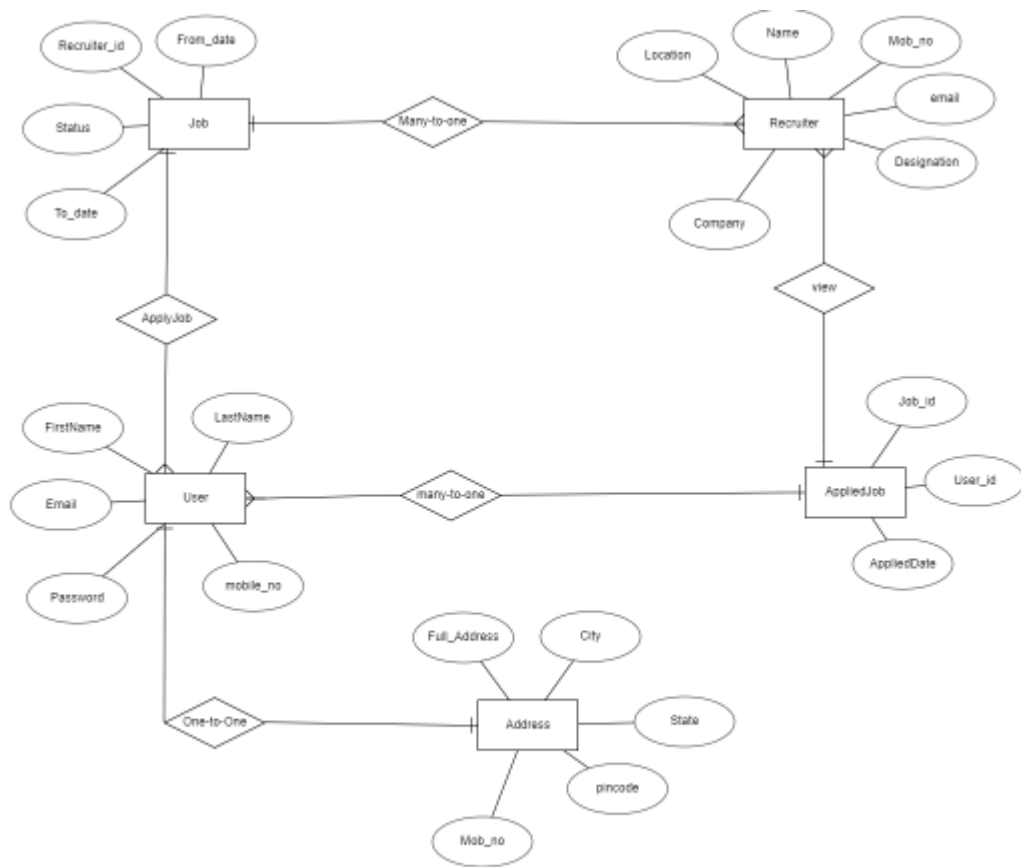 Recruiter_id
From_date
Name
Mob_no
Location
email
Status
Job
Many-to-one
Recruiter
Designation
To_date
Company
ApplyJob
view
FirstName
LastName
Job_id
Email
User
many-to-one
AppliedJob
User_id
Password
mobile_no
AppliedDate
Full_Address
City
One-to-One
Address
State
pincode
Mob_no